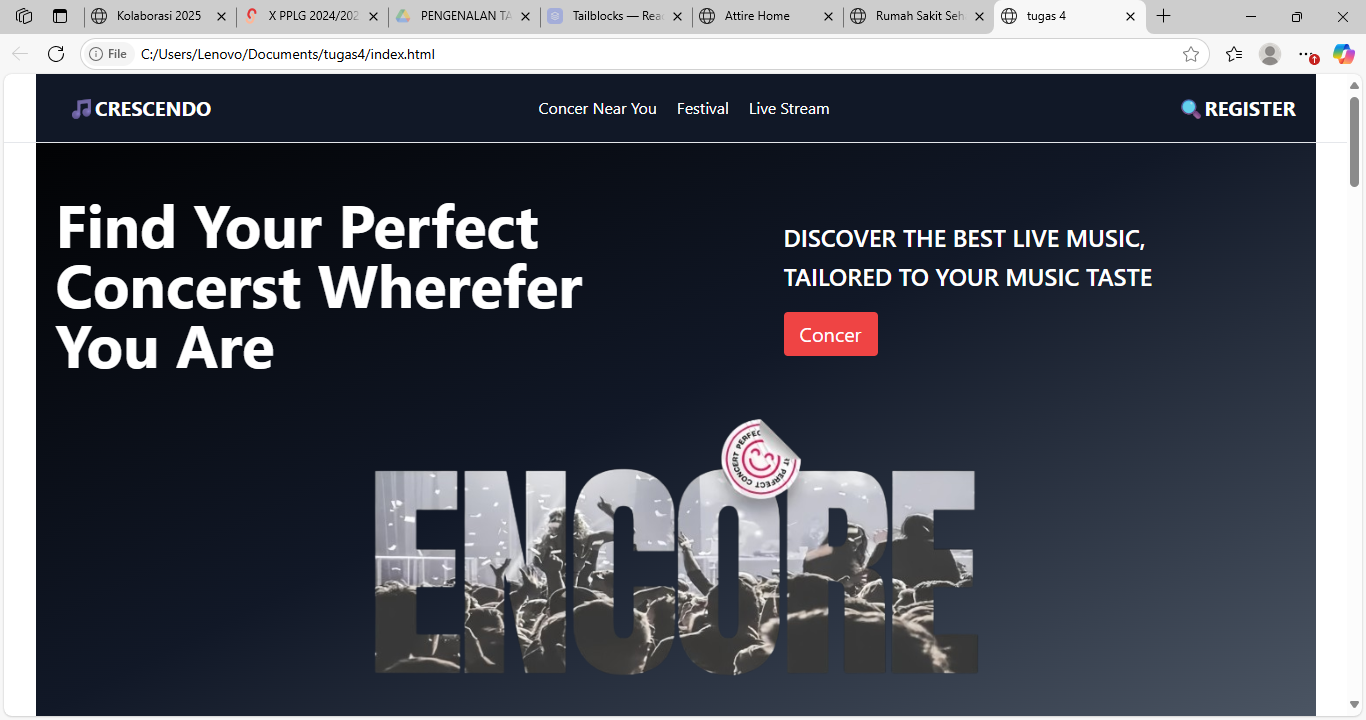 Kolaborasi 2025
X PPLG 2024/202
PENGENALAN TA
Tailblocks — Rea
Attire Home
Rumah Sakit Seh
tugas 4
File
C:/Users/Lenovo/Documents/tugas4/index.html
CRESCENDO
Concer Near You
Festival
Live Stream
REGISTER
Find Your Perfect
Concerst Wherefer
You Are
DISCOVER THE BEST LIVE MUSIC,
TAILORED TO YOUR MUSIC TASTE
Concer
PERFECT CONCERT PERFEC
ENCORE